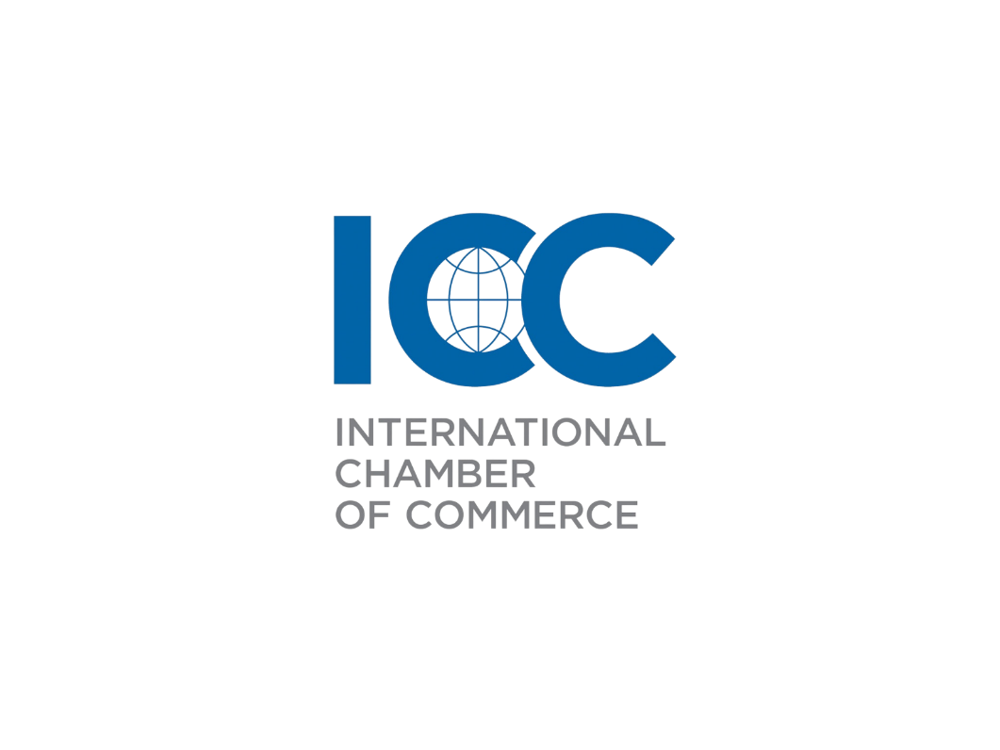 ICC
INTERNATIONAL
CHAMBER
OF COMMERCE